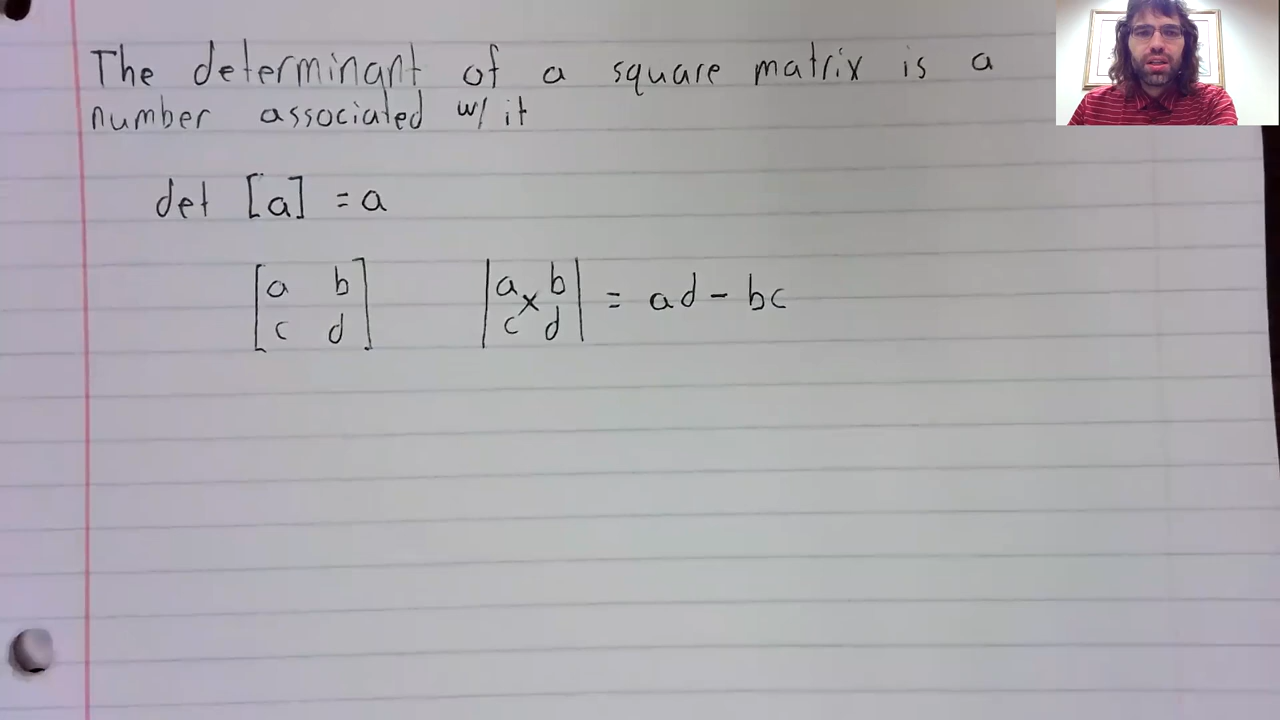 The determinant of a square matrix is a
number associated w/ it
det [a] = a
[a b; c d] |a b; c d| = ad - bc